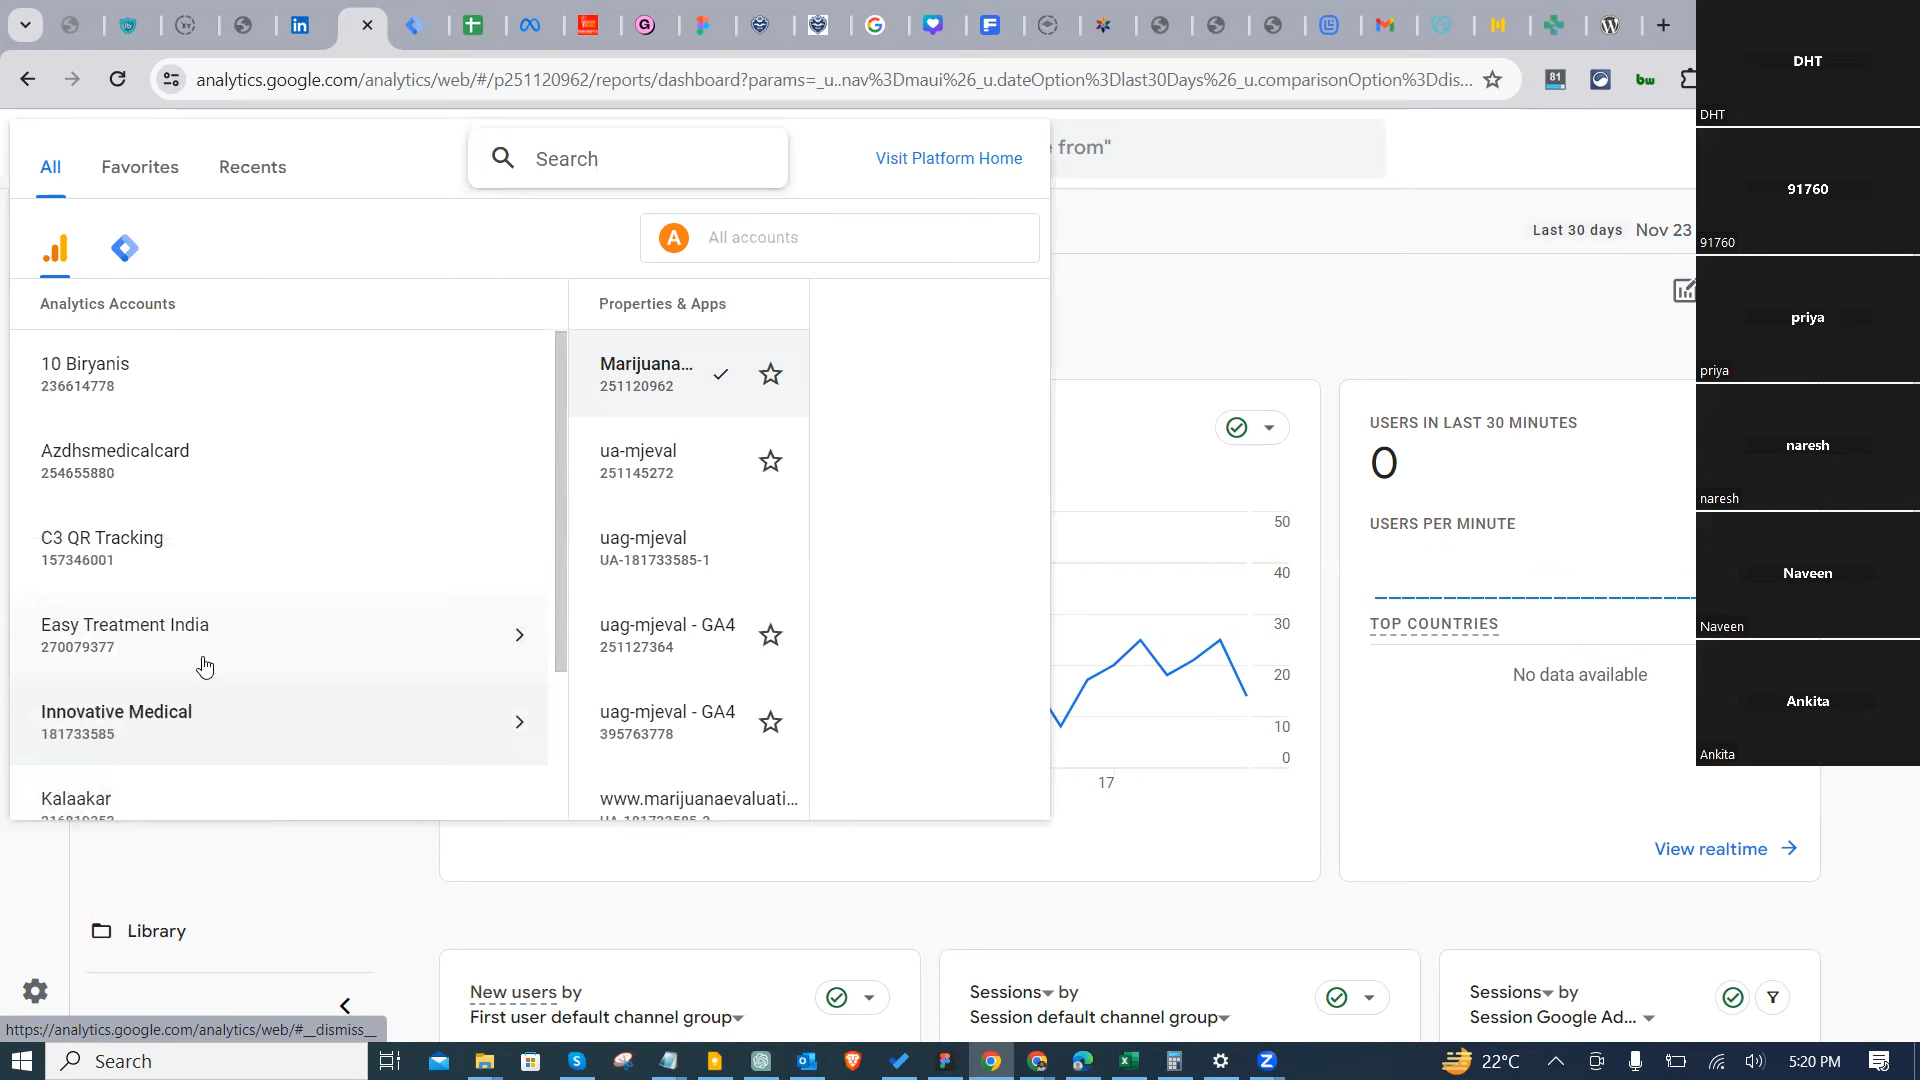 analytics.google.com/analytics/web/#/p251120962/reports/dashboard?params=_u..nav%3Dmaui%26_u.dateOption%3Dlast30Days%26_u.comparisonOption%3Ddis...
81
bw
All
Favorites
Recents
Search
Visit Platform Home
from"
A
All accounts
Last 30 days
Nov 23
Analytics Accounts
Properties & Apps
10 Biryanis
236614778
Azdhsmedicalcard
254655880
C3 QR Tracking
157346001
Easy Treatment India
270079377
Innovative Medical
181733585
Kalaakar
Marijuana...
251120962
ua-mjeval
251145272
uag-mjeval
UA-181733585-1
uag-mjeval - GA4
251127364
uag-mjeval - GA4
395763778
www.marijuanaevaluati...
UA-181733585-2
50
40
30
20
10
0
17
USERS IN LAST 30 MINUTES
0
USERS PER MINUTE
TOP COUNTRIES
No data available
View realtime
Library
New users by
First user default channel group
Sessions by
Session default channel group
Sessions by
Session Google Ad...
https://analytics.google.com/analytics/web/#__dismiss__
DHT
DHT
91760
91760
priya
priya
naresh
naresh
Naveen
Naveen
Ankita
Ankita
Search
22°C
5:20 PM